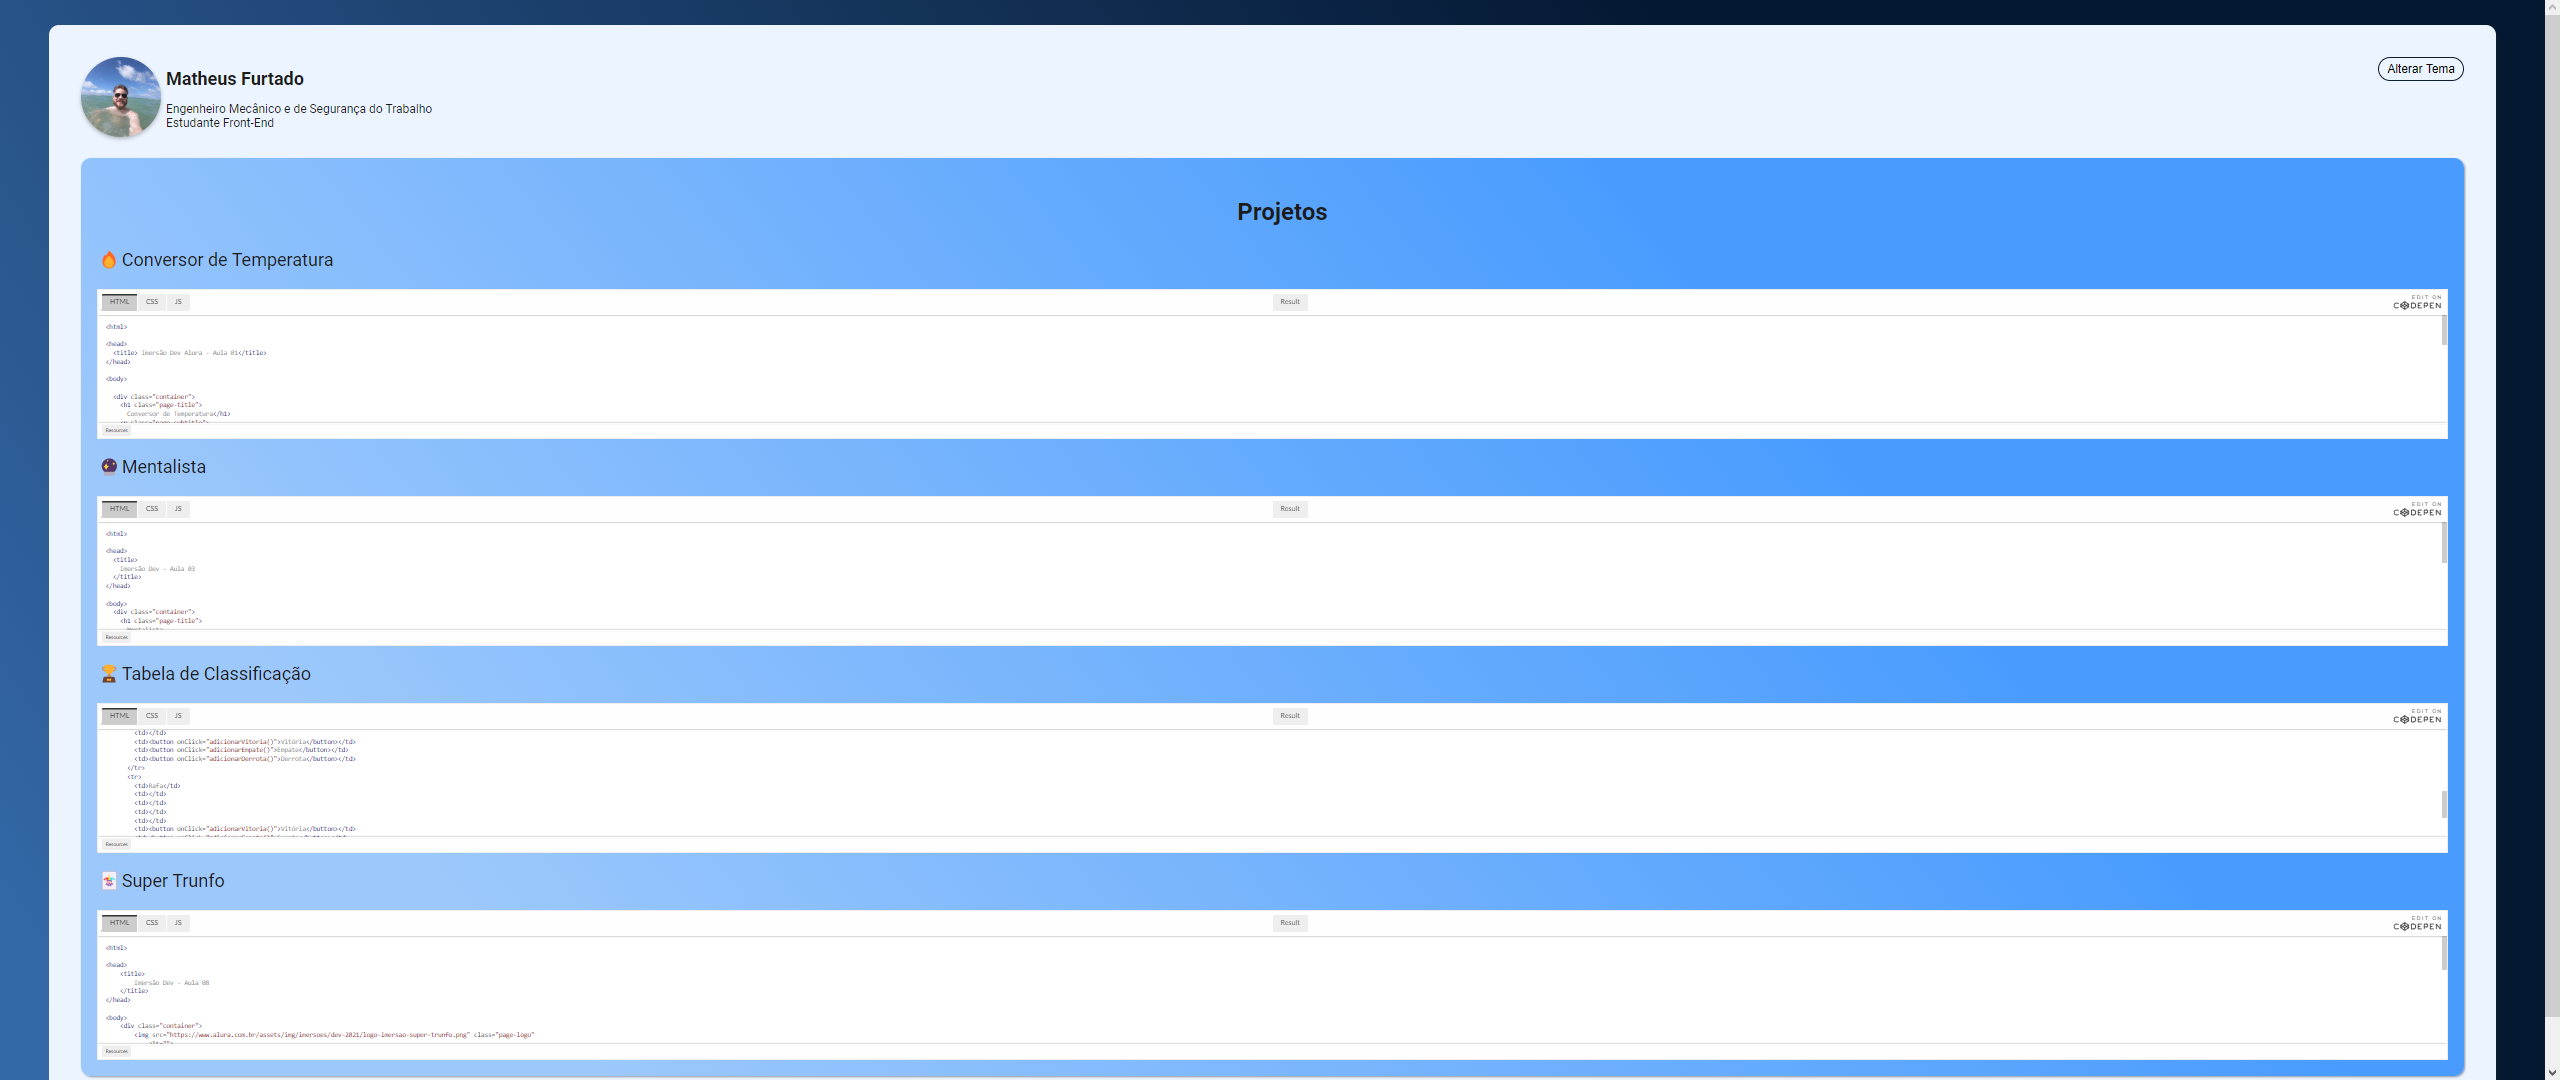 Matheus Furtado
Alterar Tema
Engenheiro Mecânico e de Segurança do Trabalho
Estudante Front-End
Projetos
Conversor de Temperatura
HTML CSS JS Result EDIT ON CODEPEN
<html>
<head>
<title> Imersão Dev Alura - Aula 01</title>
</head>
<body>
<div class="container">
<h1 class="page-title">
Conversor de Temperatura</h1>
<p class="page-subtitle">
Resources
Mentalista
HTML CSS JS Result EDIT ON CODEPEN
<html>
<head>
<title>
Imersão Dev - Aula 03
</title>
</head>
<body>
<div class="container">
<h1 class="page-title">
Mentalista
Resources
Tabela de Classificação
HTML CSS JS Result EDIT ON CODEPEN
<td></td>
<td><button onClick="adicionarVitoria()">Vitória</button></td>
<td><button onClick="adicionarEmpate()">Empate</button></td>
<td><button onClick="adicionarDerrota()">Derrota</button></td>
</tr>
<tr>
<td>Rafa</td>
<td></td>
<td></td>
<td></td>
<td></td>
<td><button onClick="adicionarVitoria()">Vitória</button></td>
Resources
Super Trunfo
HTML CSS JS Result EDIT ON CODEPEN
<html>
<head>
<title>
Imersão Dev - Aula 08
</title>
</head>
<body>
<div class="container">
<img src="https://www.alura.com.br/assets/img/imersoes/dev-2021/logo-imersao-super-trunfo.png" class="page-logo"
Resources